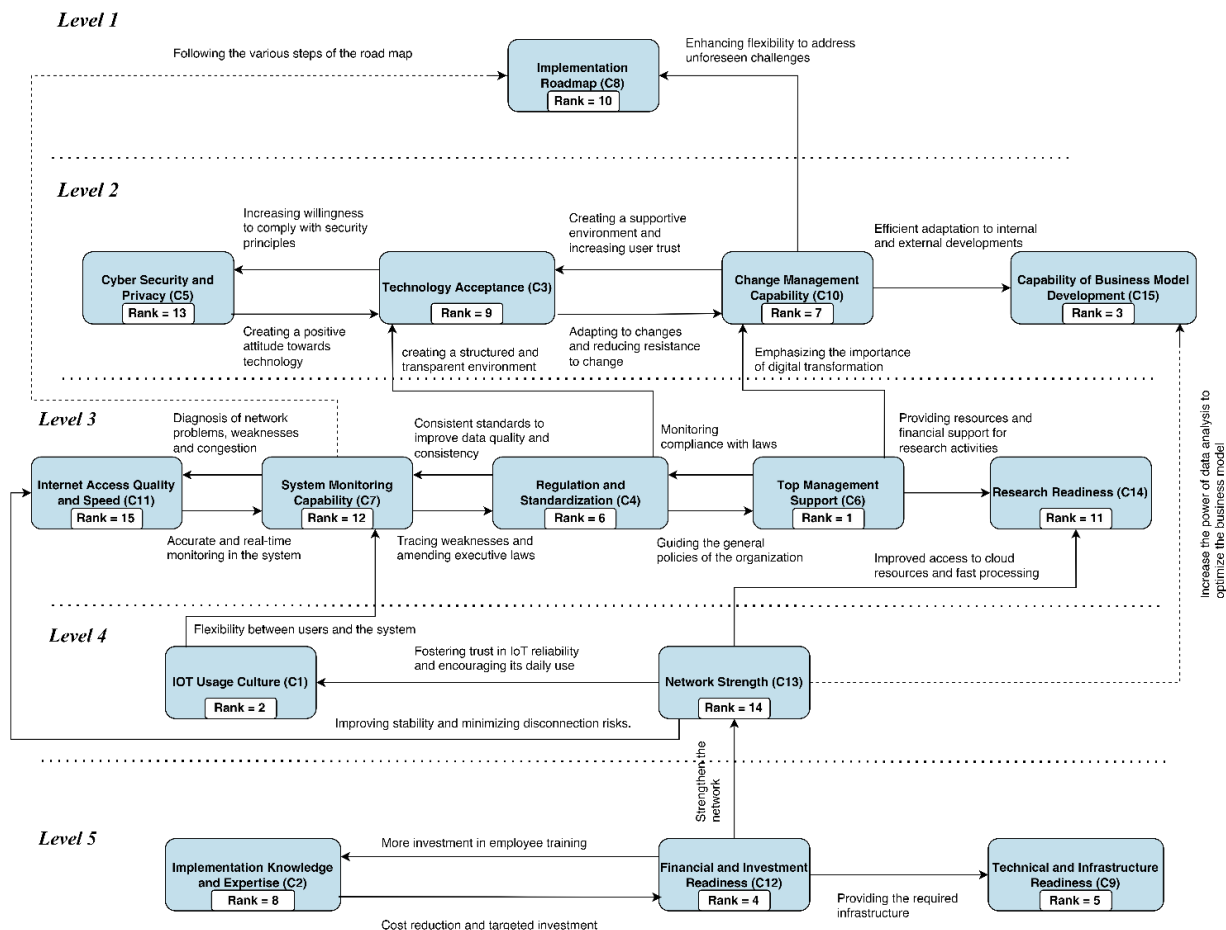 Level 1
Following the various steps of the road map
Enhancing flexibility to address
unforeseen challenges
Implementation
Roadmap (C8)
Rank = 10
Level 2
Increasing willingness
to comply with security
principles
Creating a supportive
environment and
increasing user trust
Efficient adaptation to internal
and external developments
Cyber Security and
Privacy (C5)
Rank = 13
Technology Acceptance (C3)
Rank = 9
Change Management
Capability (C10)
Rank = 7
Capability of Business Model
Development (C15)
Rank = 3
Creating a positive
attitude towards
technology
creating a structured and
transparent environment
Adapting to changes
and reducing resistance
to change
Emphasizing the importance
of digital transformation
Level 3
Diagnosis of network
problems, weaknesses
and congestion
Consistent standards to
improve data quality and
consistency
Monitoring
compliance with laws
Providing resources and
financial support for
research activities
Increase the power of data analysis to
optimize the business model
Internet Access Quality
and Speed (C11)
Rank = 15
System Monitoring
Capability (C7)
Rank = 12
Regulation and
Standardization (C4)
Rank = 6
Top Management
Support (C6)
Rank = 1
Research Readiness (C14)
Rank = 11
Accurate and real-time
monitoring in the system
Tracing weaknesses and
amending executive laws
Guiding the general
policies of the organization
Improved access to cloud
resources and fast processing
Level 4
Flexibility between users and the system
Fostering trust in IoT reliability
and encouraging its daily use
IOT Usage Culture (C1)
Rank = 2
Network Strength (C13)
Rank = 14
Improving stability and minimizing disconnection risks.
Strengthen the
network
Level 5
More investment in employee training
Implementation Knowledge
and Expertise (C2)
Rank = 8
Financial and Investment
Readiness (C12)
Rank = 4
Technical and Infrastructure
Readiness (C9)
Rank = 5
Providing the required
infrastructure
Cost reduction and targeted investment